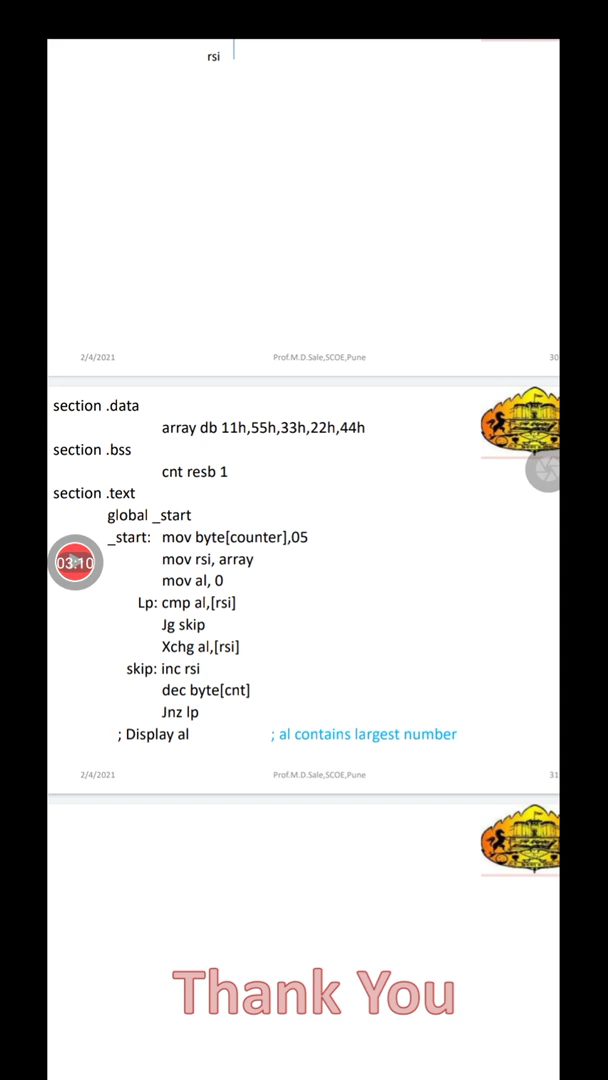 rsi
2/4/2021 Prof.M.D.Sale,SCOE,Pune 30
section .data
array db 11h,55h,33h,22h,44h
section .bss
cnt resb 1
section .text
global _start
_start: mov byte[counter],05
03:10
mov rsi, array
mov al, 0
Lp: cmp al,[rsi]
Jg skip
Xchg al,[rsi]
skip: inc rsi
dec byte[cnt]
Jnz lp
; Display al ; al contains largest number
2/4/2021 Prof.M.D.Sale,SCOE,Pune 31
Thank You